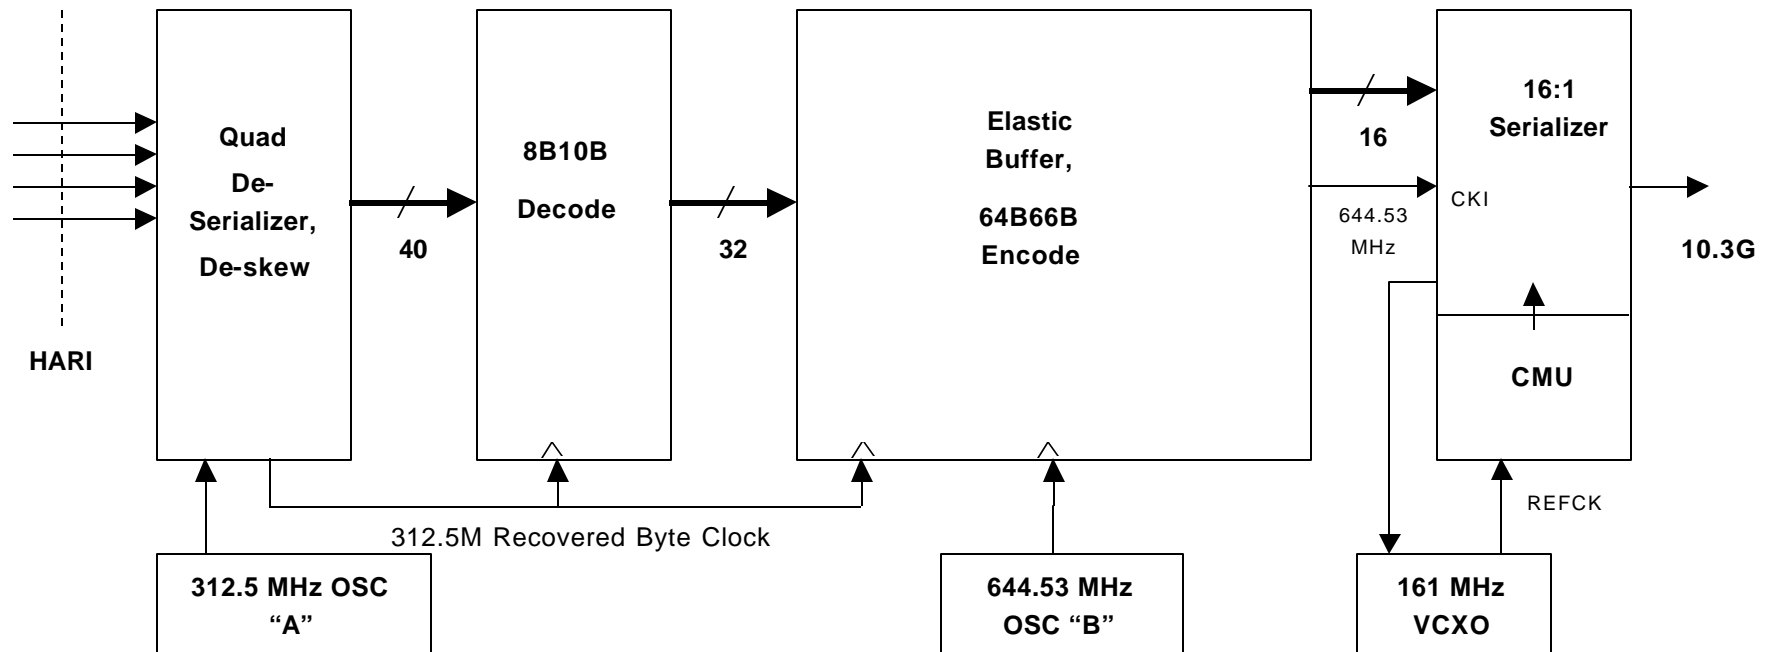 HARI
Quad
De-
Serializer,
De-skew
40
8B10B
Decode
32
Elastic
Buffer,
64B66B
Encode
16
644.53
MHz
CKI
16:1
Serializer
10.3G
CMU
REFCK
312.5M Recovered Byte Clock
312.5 MHz OSC
“A”
644.53 MHz
OSC “B”
161 MHz
VCXO